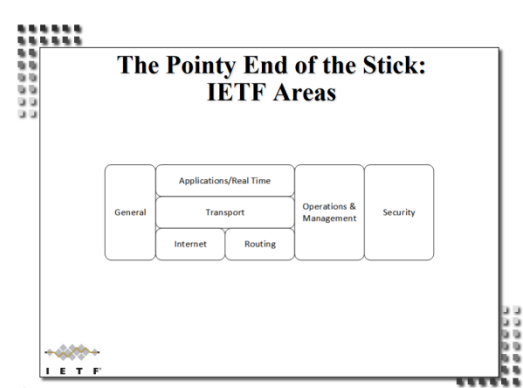 The Pointy End of the Stick:
IETF Areas
General
Applications/Real Time
Transport
Internet
Routing
Operations &
Management
Security
I E T F